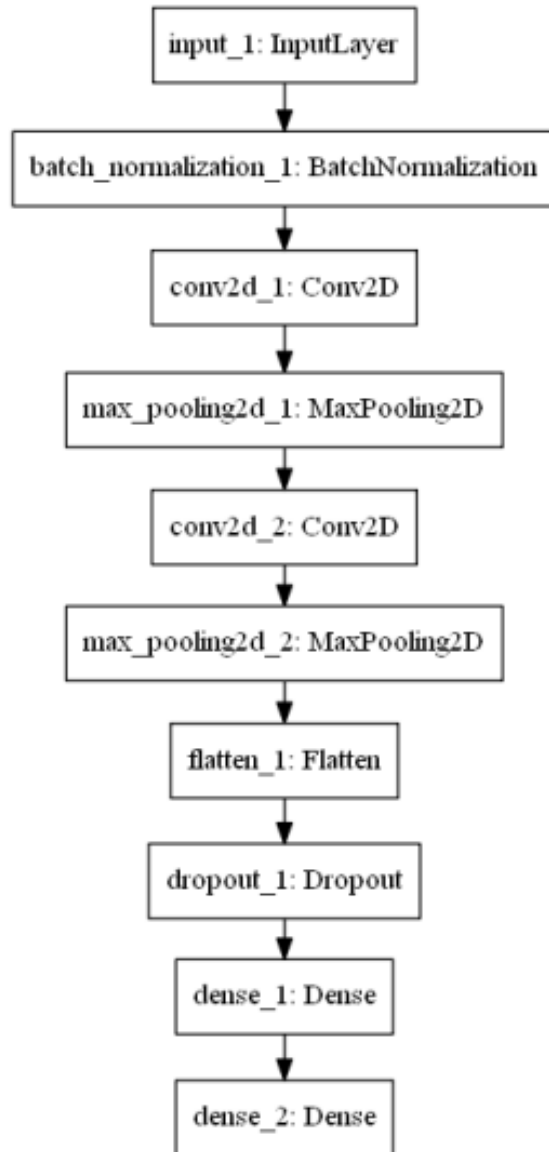 input_1: InputLayer
batch_normalization_1: BatchNormalization
conv2d_1: Conv2D
max_pooling2d_1: MaxPooling2D
conv2d_2: Conv2D
max_pooling2d_2: MaxPooling2D
flatten_1: Flatten
dropout_1: Dropout
dense_1: Dense
dense_2: Dense